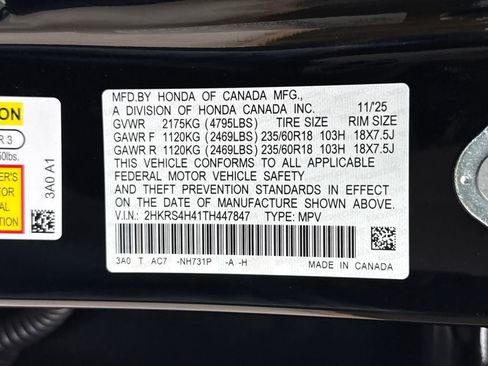 MFD.BY HONDA OF CANADA MFG.,
A DIVISION OF HONDA CANADA INC. 11/'25
GVWR 2175KG (4795LBS) TIRE SIZE RIM SIZE
GAWR F 1120KG (2469LBS) 235/60R18 103H 18X7.5J
GAWR R 1120KG (2469LBS) 235/60R18 103H 18X7.5J
THIS VEHICLE CONFORMS TO ALL APPLICABLE
FEDERAL MOTOR VEHICLE SAFETY
AND THEFT PREVENTION STANDARDS IN EFFECT
ON THE DATE OF MANUFACTURE SHOWN ABOVE.
V.I.N.: 2HKRS4H41TH447847 TYPE: MPV
3A0 T AC7 -NH731P -A -H
MADE IN CANADA
R 3
lbs.
3A0 A1